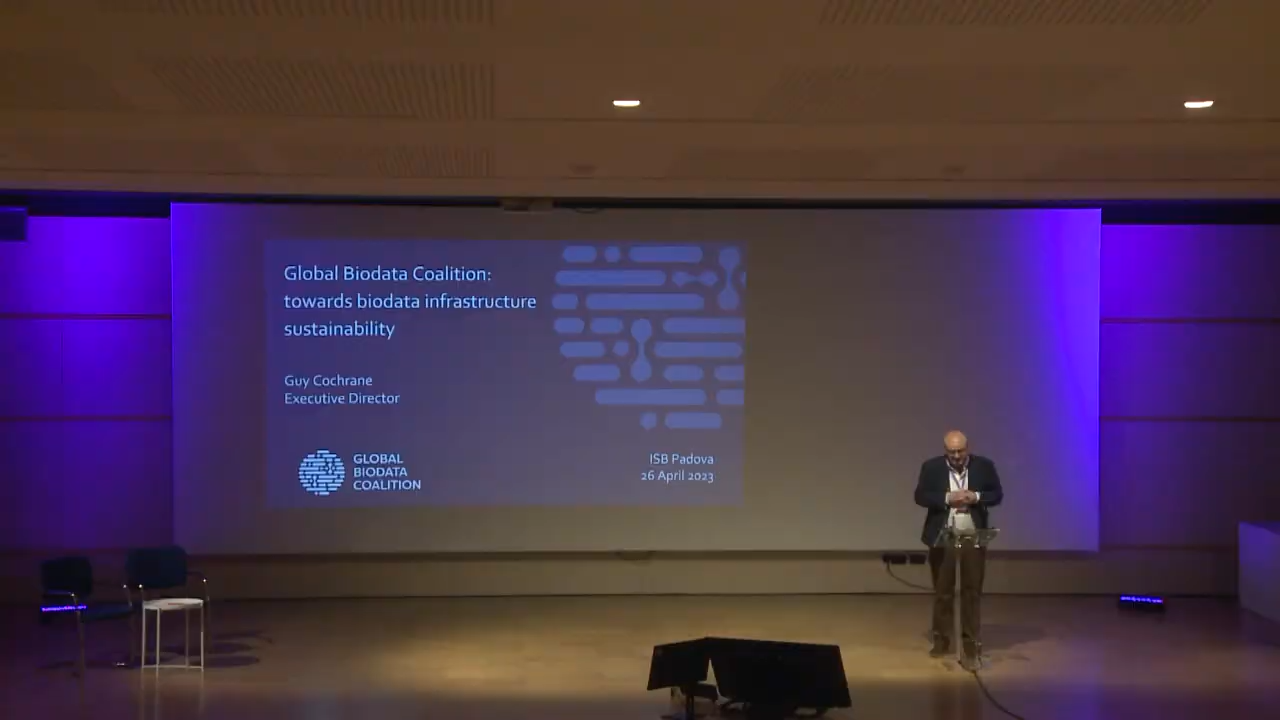 Global Biodata Coalition:
towards biodata infrastructure
sustainability
Guy Cochrane
Executive Director
GLOBAL
BIODATA
COALITION
ISB Padova
26 April 2023